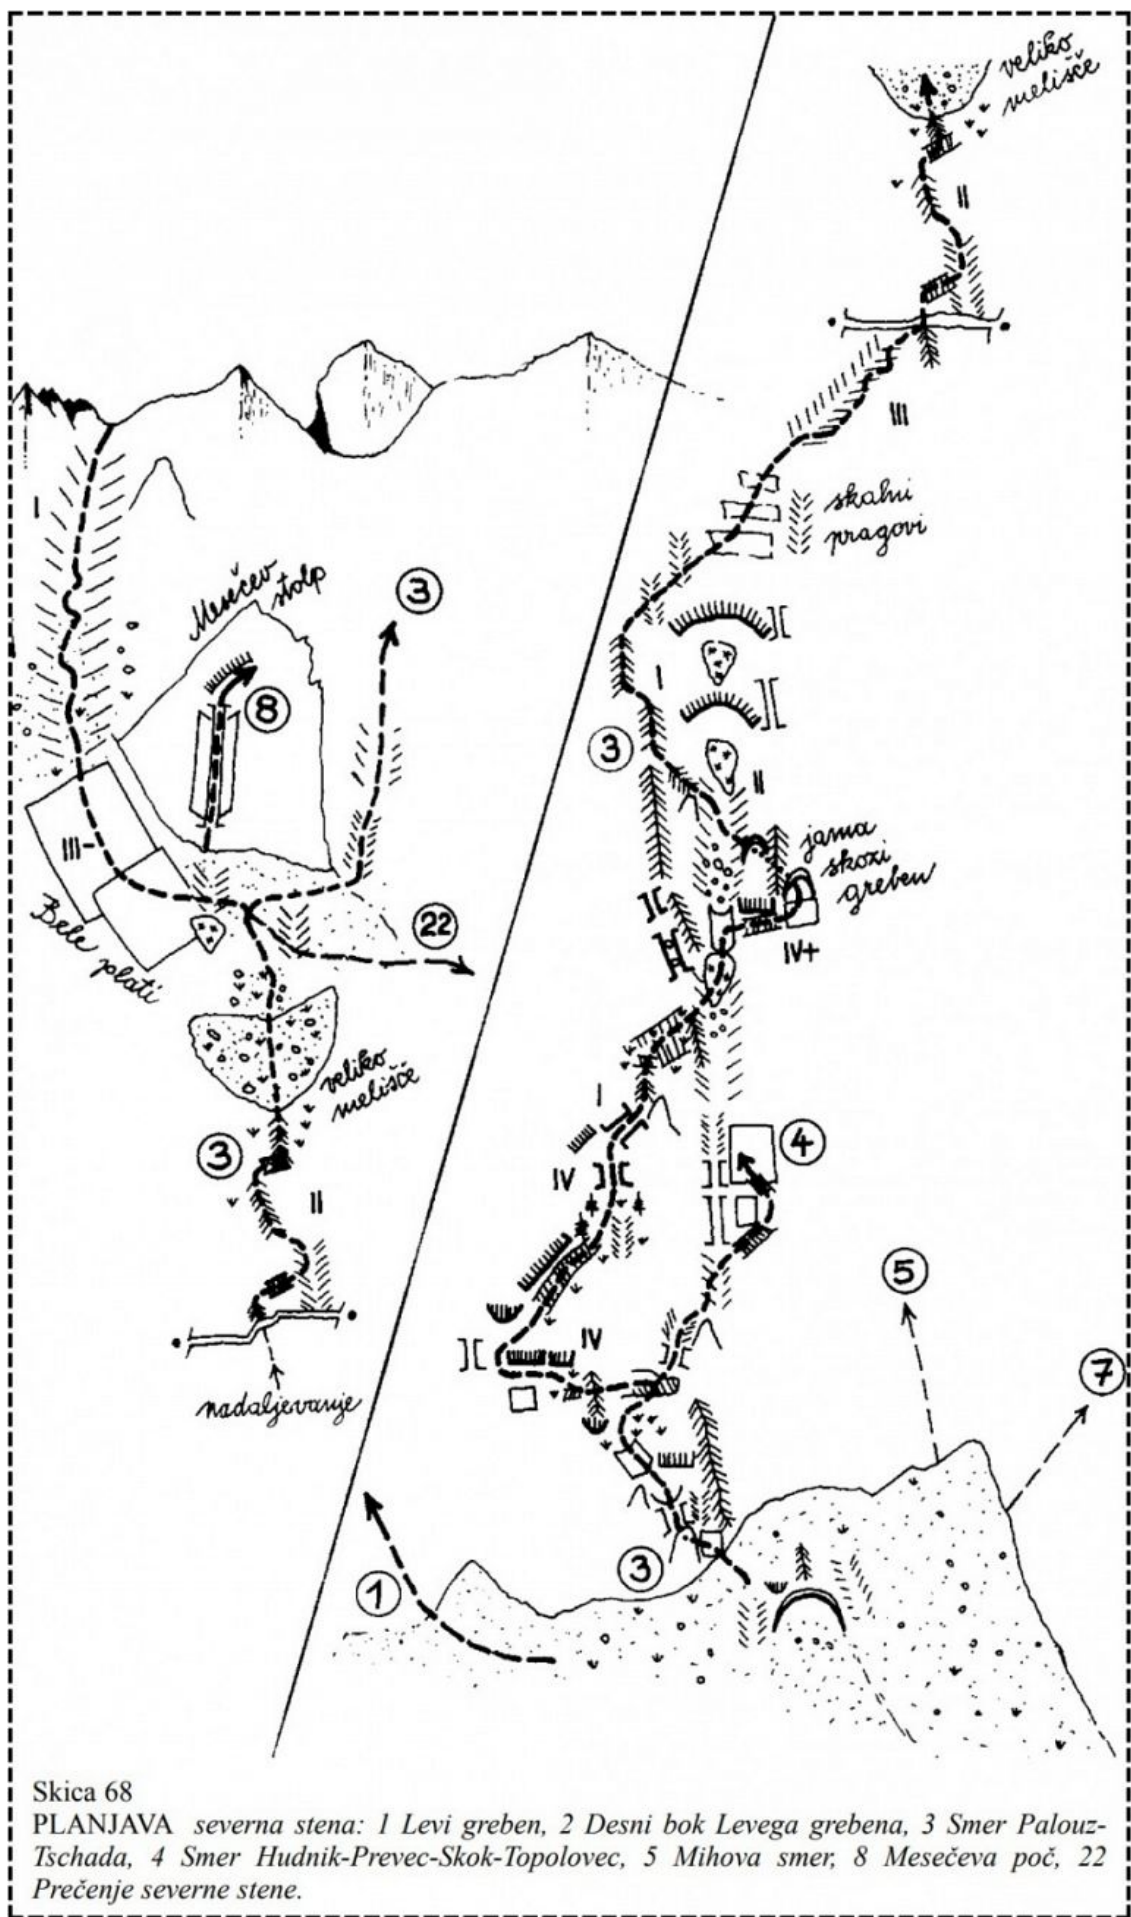 veliko
melišče
II
III
skalni
pragovi
I
3
II
jama
skozi
greben
IV+
I
IV
4
IV
5
7
3
1
I
Mesečev
stolp
3
8
III-
Bele plati
22
veliko
melišče
3
II
nadaljevanje
Skica 68
PLANJAVA severna stena: 1 Levi greben, 2 Desni bok Levega grebena, 3 Smer Palouz-
Tschada, 4 Smer Hudnik-Prevec-Skok-Topolovec, 5 Mihova smer, 8 Mesečeva poč, 22
Prečenje severne stene.